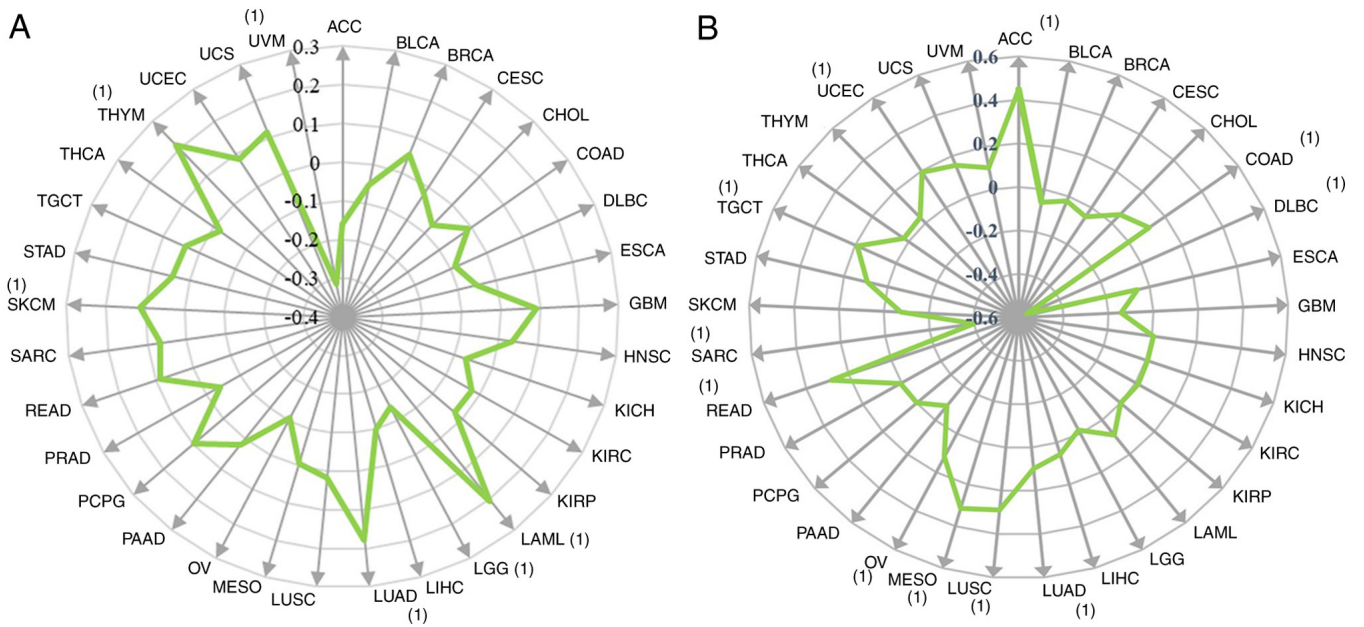 A
(1)
ACC
UVM
BLCA
UCS
BRCA
UCEC
CESC
(1)
THYM
CHOL
THCA
COAD
TGCT
DLBC
STAD
ESCA
(1)
SKCM
GBM
SARC
HNSC
READ
KICH
PRAD
KIRC
PCPG
KIRP
PAAD
LAML (1)
OV
LGG (1)
MESO
LIHC
LUSC
LUAD
(1)
0.3
0.2
0.1
0
-0.1
-0.2
-0.3
-0.4
B
ACC
(1)
UVM
BLCA
UCS
BRCA
(1)
UCEC
CESC
THYM
CHOL
THCA
COAD
(1)
(1)
TGCT
DLBC
(1)
STAD
ESCA
SKCM
GBM
(1)
SARC
HNSC
(1)
READ
KICH
PRAD
KIRC
PCPG
KIRP
PAAD
LAML
OV
(1)
LGG
MESO
(1)
LIHC
LUSC
(1)
LUAD
(1)
0.6
0.4
0.2
0
-0.2
-0.4
-0.6